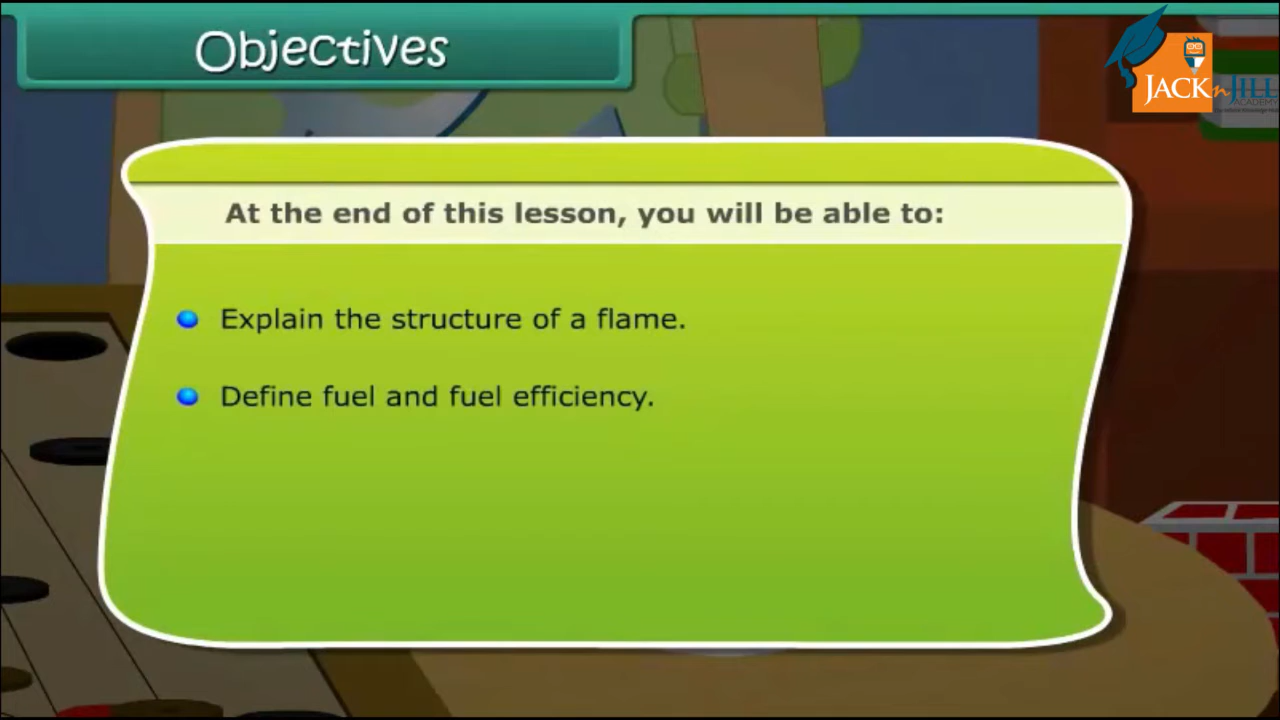 Objectives
JACK n JILL
ACADEMY
At the end of this lesson, you will be able to:
Explain the structure of a flame.
Define fuel and fuel efficiency.